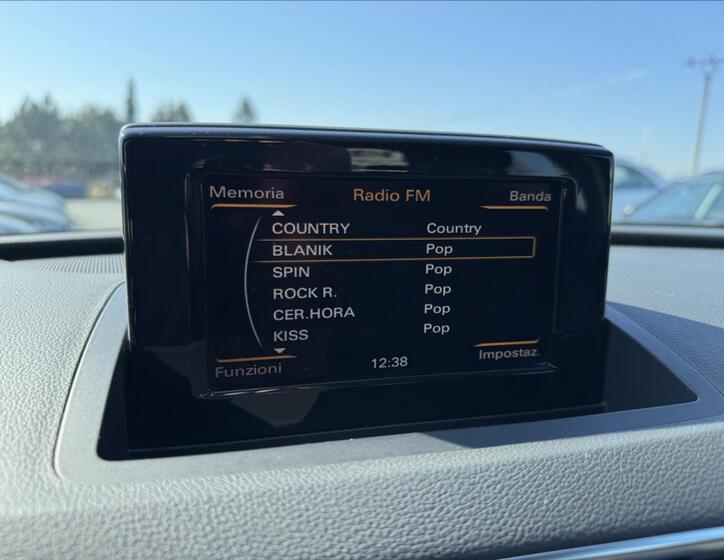 Memoria Radio FM Banda
COUNTRY Country
BLANIK Pop
SPIN Pop
ROCK R. Pop
CER.HORA Pop
KISS Pop
Funzioni 12:38 Impostaz.